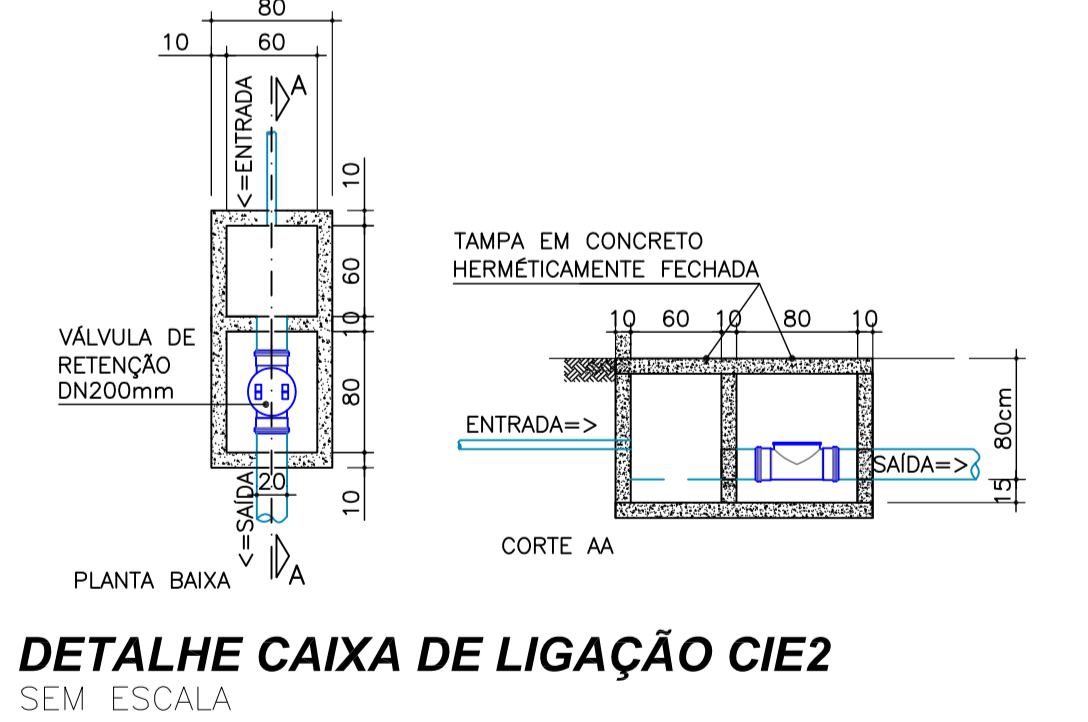 80
10 60
<=ENTRADA
A
10
60
10
80
10
VÁLVULA DE
RETENÇÃO
DN200mm
20
<=SAÍDA
A
PLANTA BAIXA
TAMPA EM CONCRETO
HERMÉTICAMENTE FECHADA
10 60 10 80 10
ENTRADA=>
SAÍDA=>
80cm
15
CORTE AA
DETALHE CAIXA DE LIGAÇÃO CIE2
SEM ESCALA